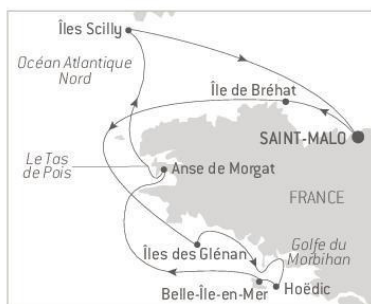 Îles Scilly
Océan Atlantique
Nord
Île de Bréhat
SAINT-MALO
Le Tas
de Pois
Anse de Morgat
FRANCE
Îles des Glénan
Golfe du
Morbihan
Belle-Île-en-Mer
Hoëdic